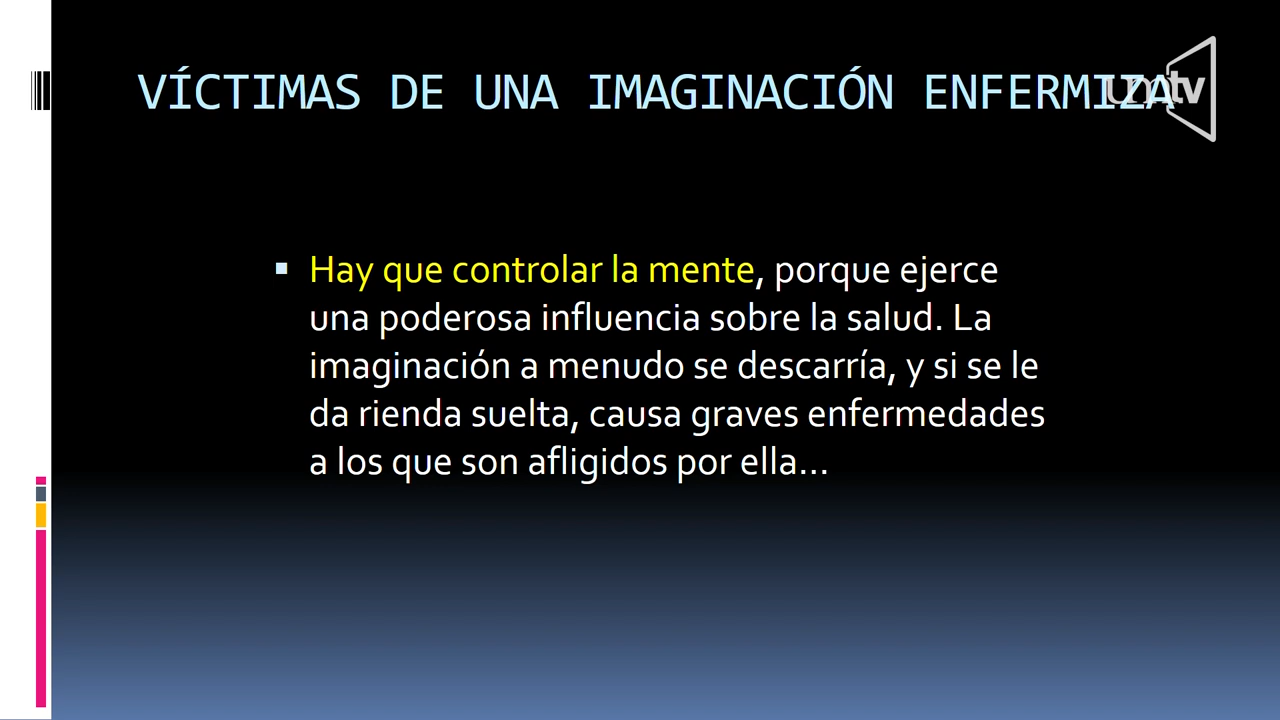 VÍCTIMAS DE UNA IMAGINACIÓN ENFERMIZA
umtv
Hay que controlar la mente, porque ejerce
una poderosa influencia sobre la salud. La
imaginación a menudo se descarría, y si se le
da rienda suelta, causa graves enfermedades
a los que son afligidos por ella...